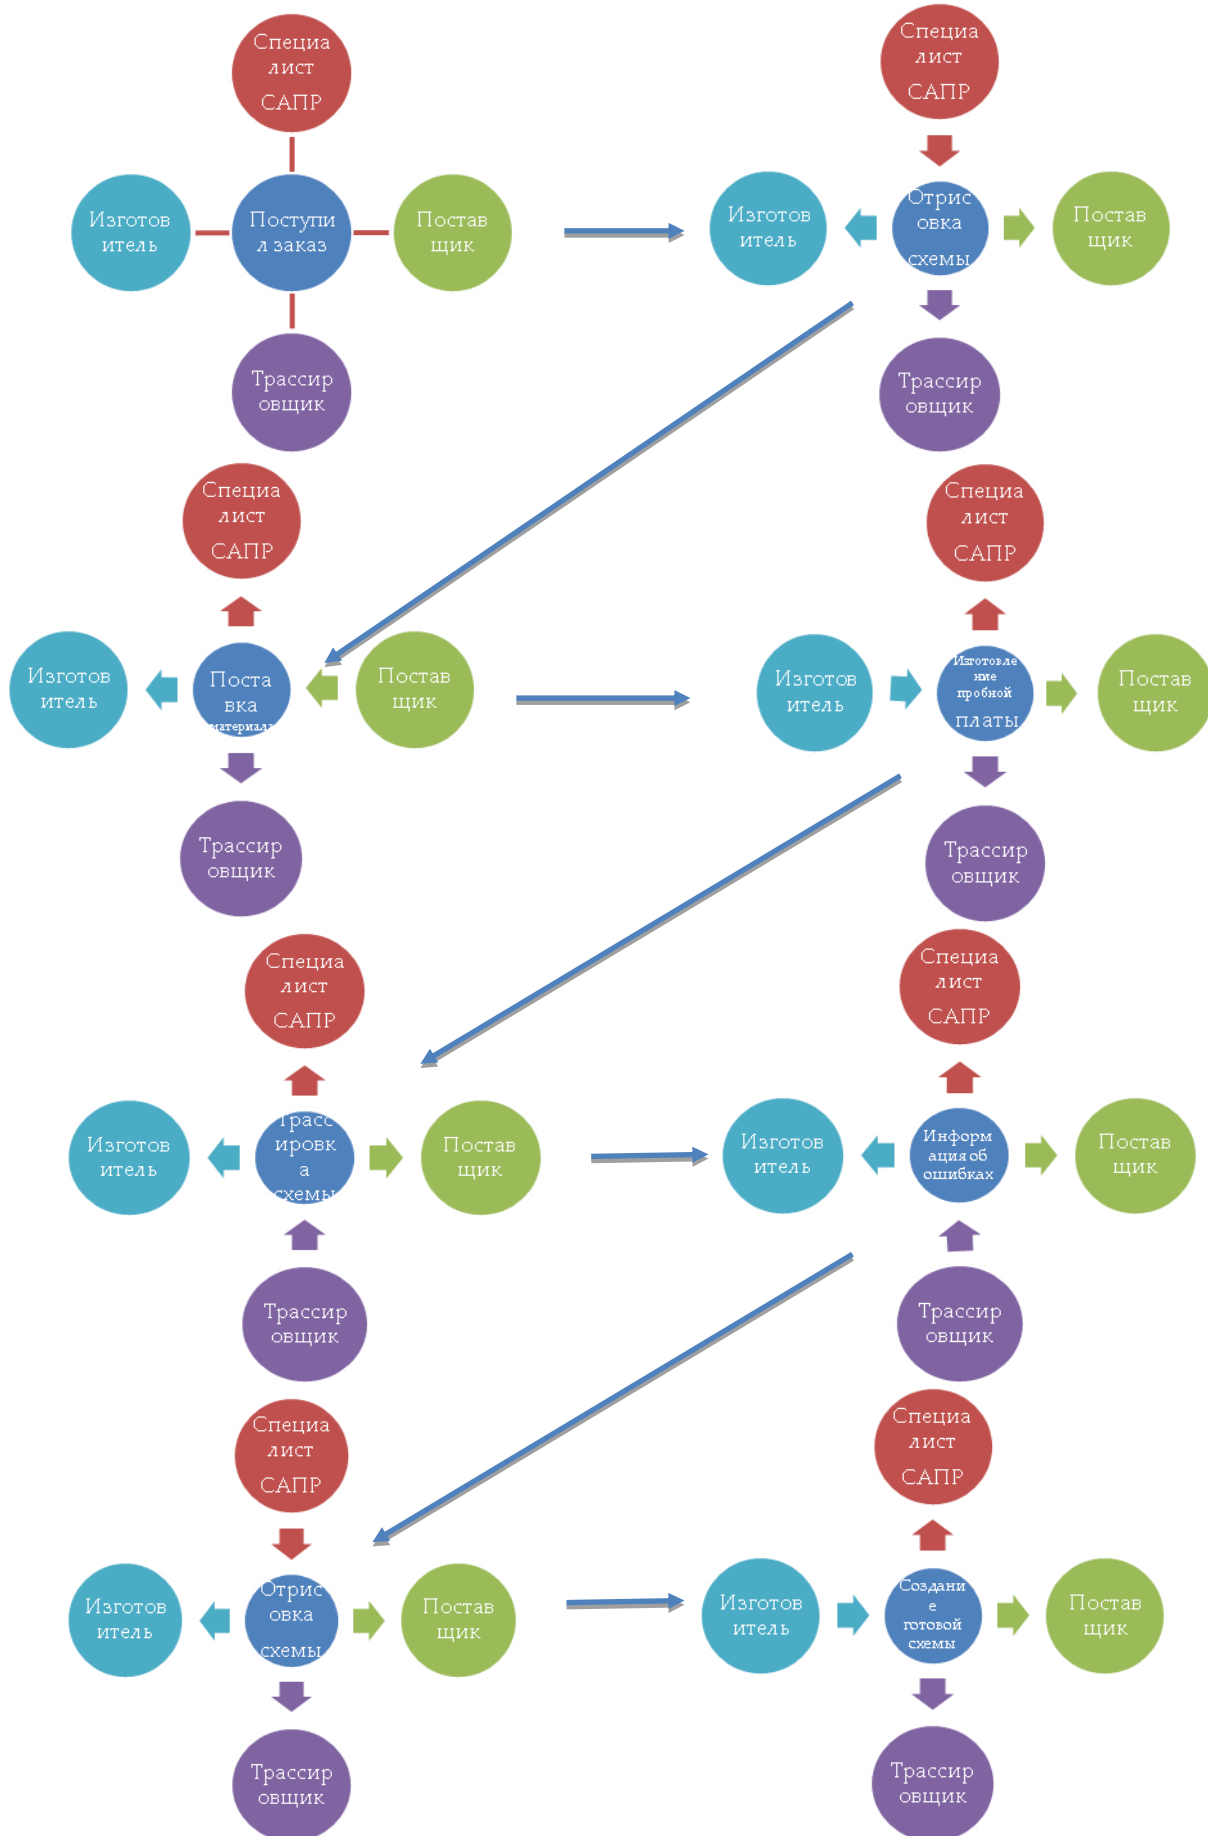 Специа
лист
САПР
Изготов
итель
Поступи
л заказ
Постав
щик
Трассир
овщик
Специа
лист
САПР
Изготов
итель
Отрис
овка
схемы
Постав
щик
Трассир
овщик
Специа
лист
САПР
Изготов
итель
Поста
вка
материала
Постав
щик
Трассир
овщик
Специа
лист
САПР
Изготов
итель
Изготовле
ние
пробной
платы
Постав
щик
Трассир
овщик
Специа
лист
САПР
Изготов
итель
Трасс
ировк
а
схемы
Постав
щик
Трассир
овщик
Специа
лист
САПР
Изготов
итель
Информ
ация об
ошибках
Постав
щик
Трассир
овщик
Специа
лист
САПР
Изготов
итель
Отрис
овка
схемы
Постав
щик
Трассир
овщик
Специа
лист
САПР
Изготов
итель
Создани
е
готовой
схемы
Постав
щик
Трассир
овщик